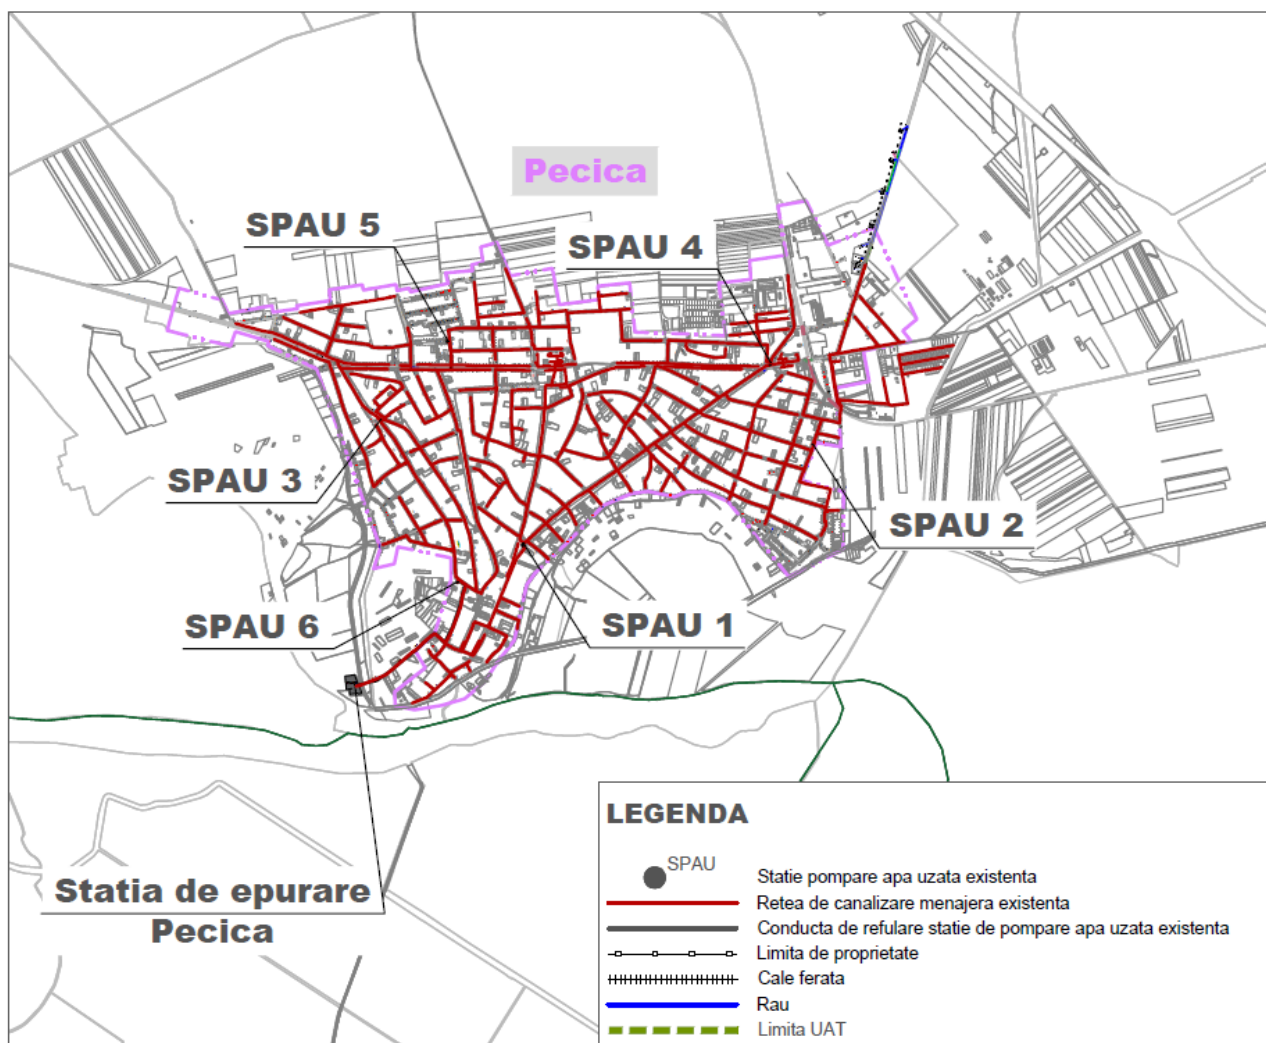 Pecica
SPAU 5
SPAU 4
SPAU 3
SPAU 2
SPAU 6
SPAU 1
Statia de epurare
Pecica
LEGENDA
SPAU
Statie pompare apa uzata existenta
Retea de canalizare menajera existenta
Conducta de refulare statie de pompare apa uzata existenta
Limita de proprietate
Cale ferata
Rau
Limita UAT